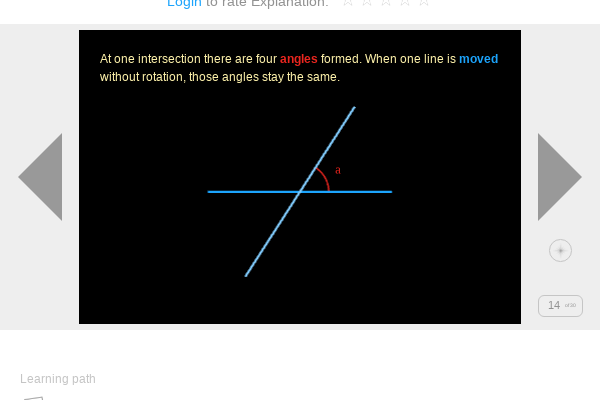 Login to rate Explanation.
At one intersection there are four angles formed. When one line is moved
without rotation, those angles stay the same.
a
14
Learning path